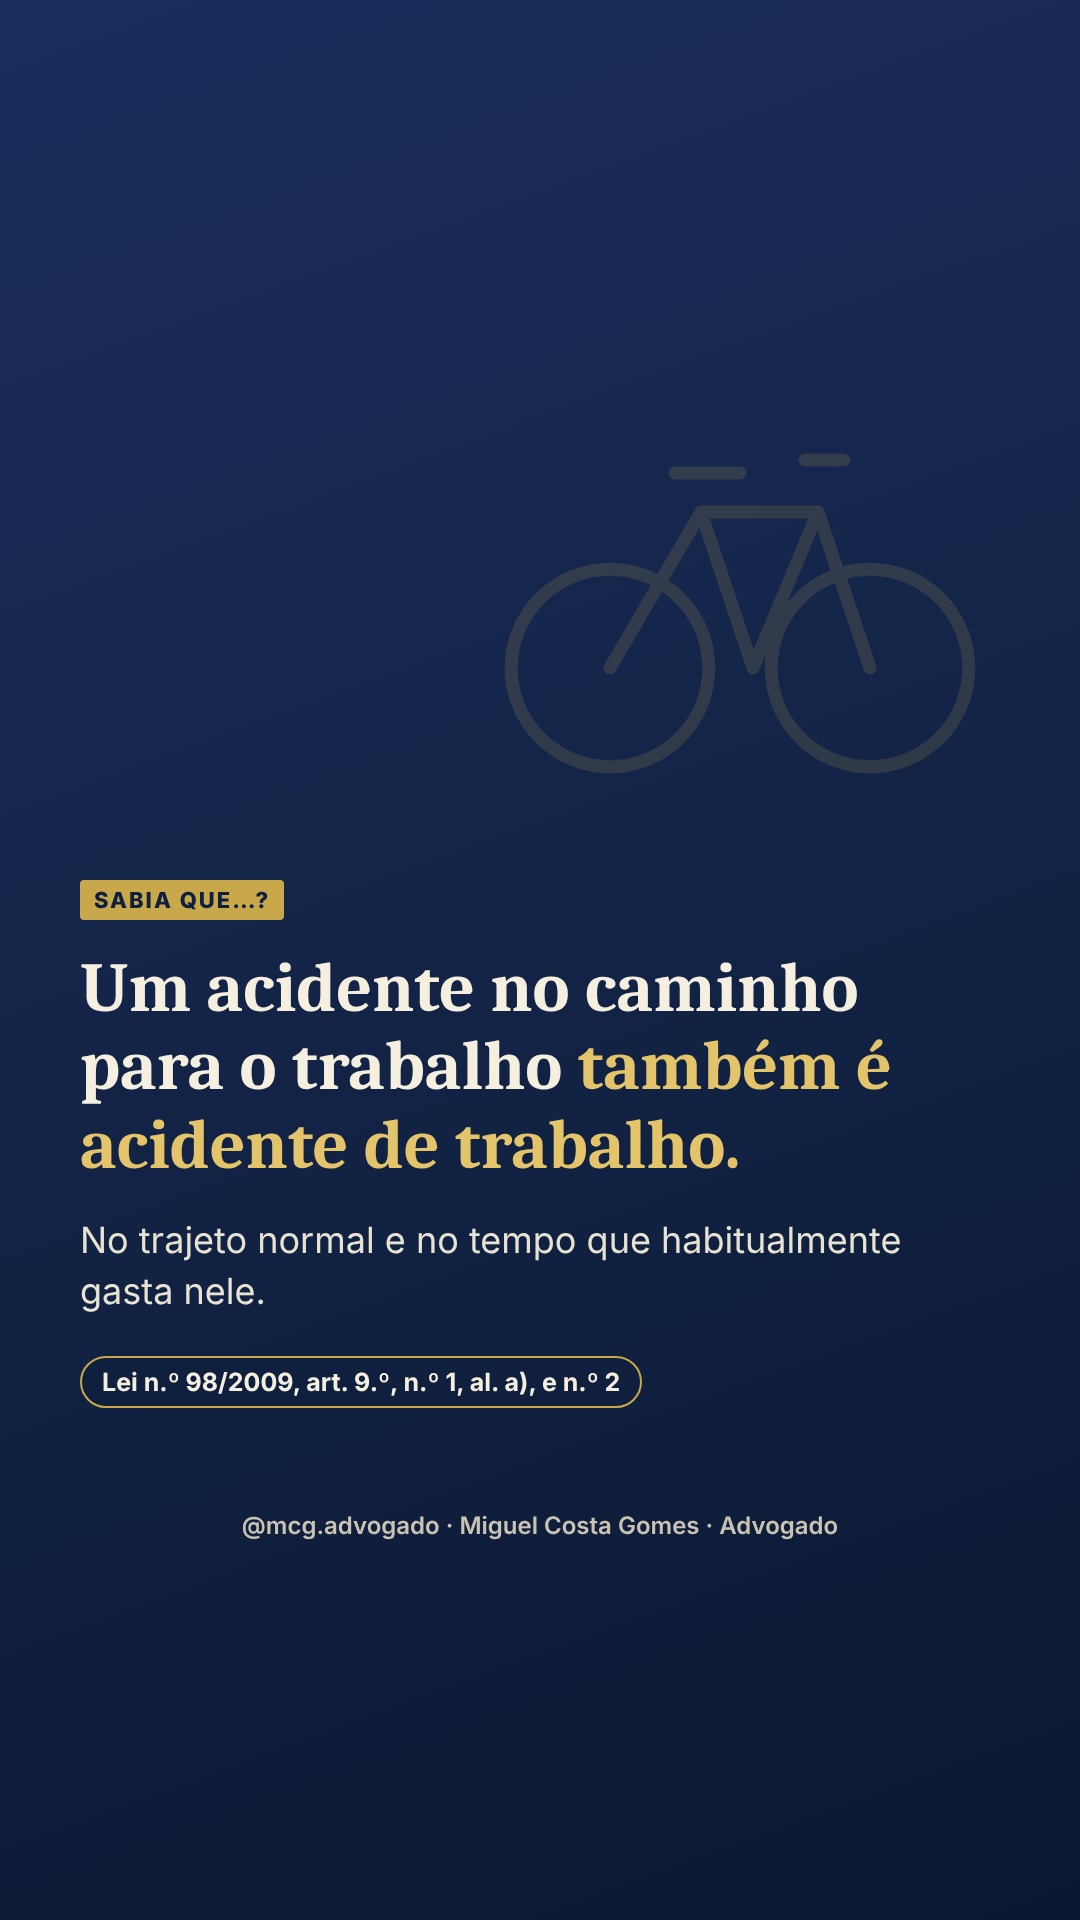 SABIA QUE...?
Um acidente no caminho
para o trabalho também é
acidente de trabalho.
No trajeto normal e no tempo que habitualmente
gasta nele.
Lei n.º 98/2009, art. 9.º, n.º 1, al. a), e n.º 2
@mcg.advogado · Miguel Costa Gomes · Advogado